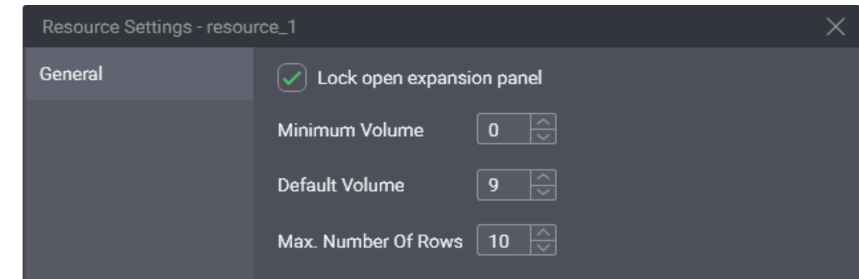 Resource Settings - resource_1
General
Lock open expansion panel
Minimum Volume 0
Default Volume 9
Max. Number Of Rows 10